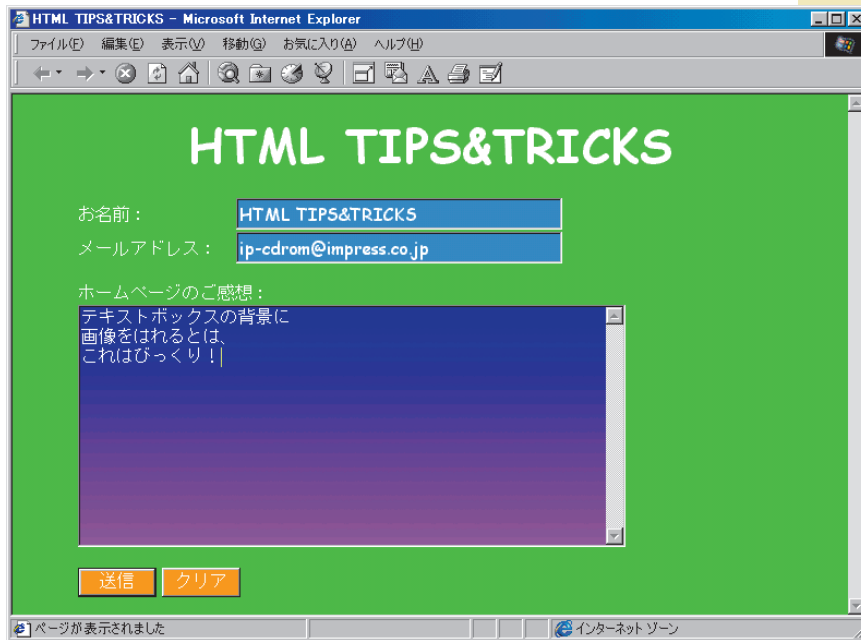 HTML TIPS&TRICKS - Microsoft Internet Explorer
ファイル(F) 編集(E) 表示(V) 移動(G) お気に入り(A) ヘルプ(H)
HTML TIPS&TRICKS
お名前： HTML TIPS&TRICKS
メールアドレス： ip-cdrom@impress.co.jp
ホームページのご感想：
テキストボックスの背景に
画像をはれるとは、
これはびっくり！
送信 クリア
ページが表示されました インターネット ゾーン